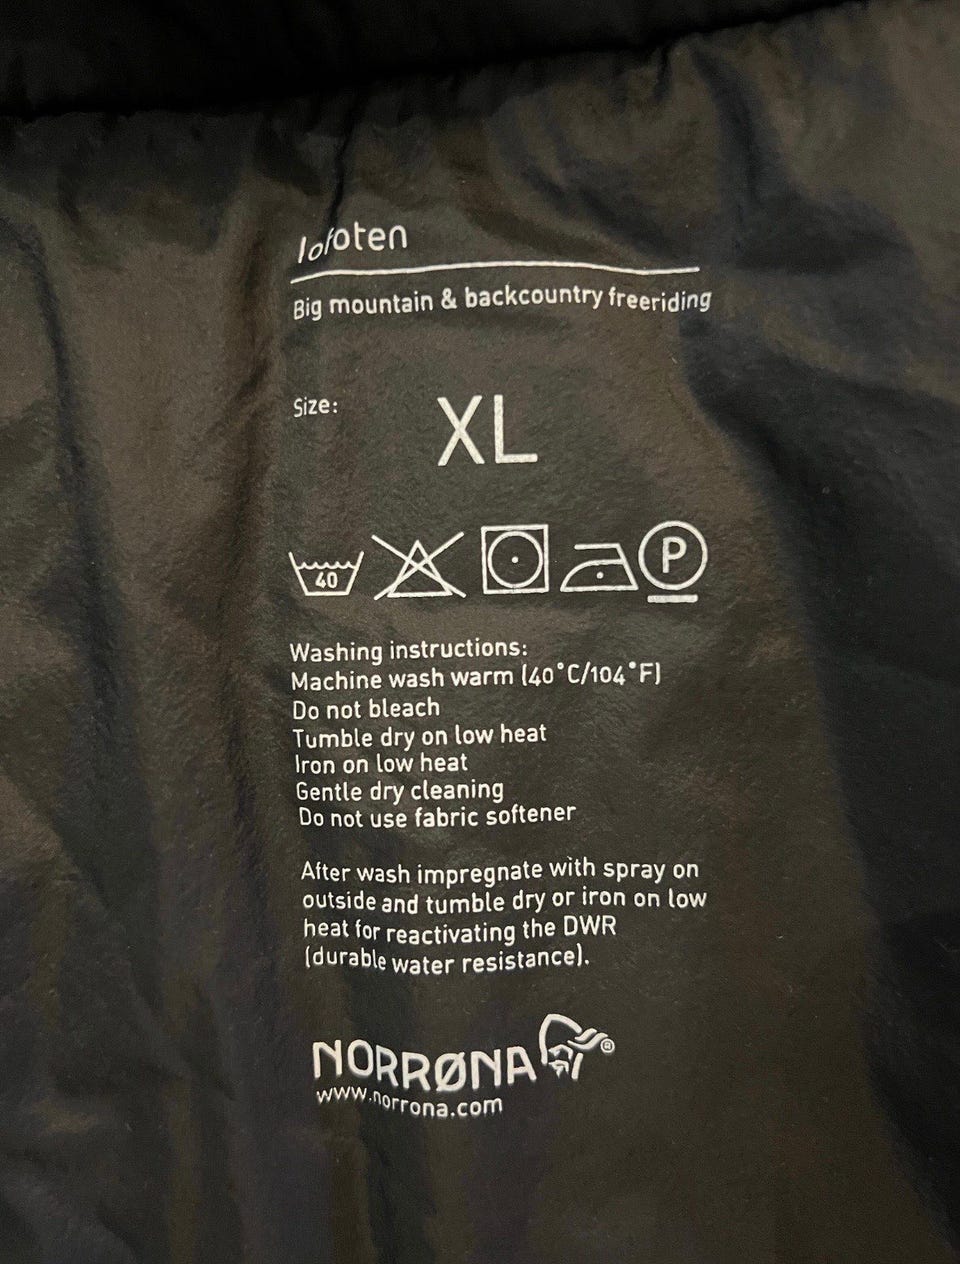 lofoten
Big mountain & backcountry freeriding
Size: XL
40 P
Washing instructions:
Machine wash warm (40°C/104°F)
Do not bleach
Tumble dry on low heat
Iron on low heat
Gentle dry cleaning
Do not use fabric softener
After wash impregnate with spray on
outside and tumble dry or iron on low
heat for reactivating the DWR
(durable water resistance).
NORRØNA ®
www.norrona.com